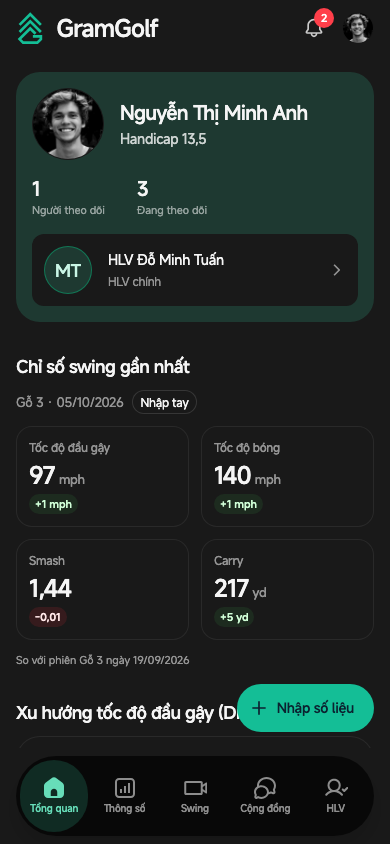 GramGolf
2
Nguyễn Thị Minh Anh
Handicap 13,5
1
3
Người theo dõi
Đang theo dõi
MT
HLV Đỗ Minh Tuấn
HLV chính
Chỉ số swing gần nhất
Gỗ 3 · 05/10/2026 Nhập tay
Tốc độ đầu gậy
97 mph
+1 mph
Tốc độ bóng
140 mph
+1 mph
Smash
1,44
−0,01
Carry
217 yd
+5 yd
So với phiên Gỗ 3 ngày 19/09/2026
Xu hướng tốc độ đầu gậy
Nhập số liệu
Tổng quan
Thông số
Swing
Cộng đồng
HLV